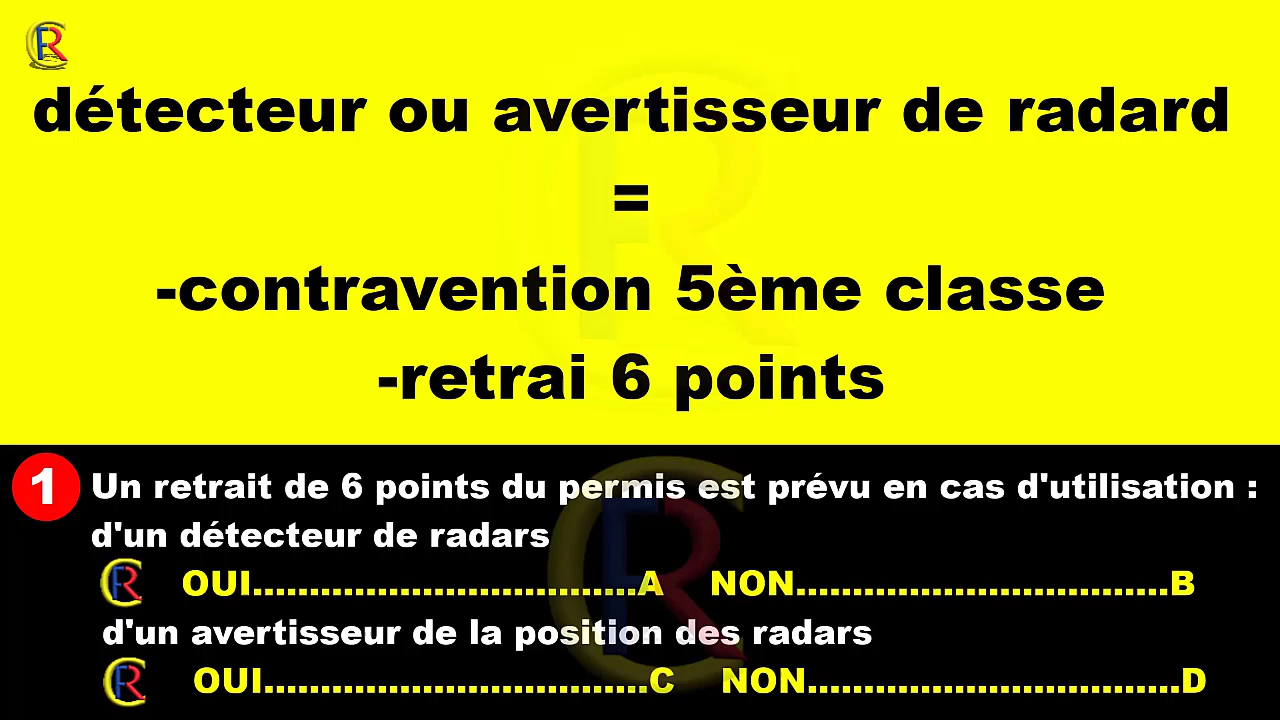 détecteur ou avertisseur de radard
=
-contravention 5ème classe
-retrai 6 points
1 Un retrait de 6 points du permis est prévu en cas d'utilisation :
d'un détecteur de radars
OUI..................................A NON.................................B
d'un avertisseur de la position des radars
OUI..................................C NON.................................D